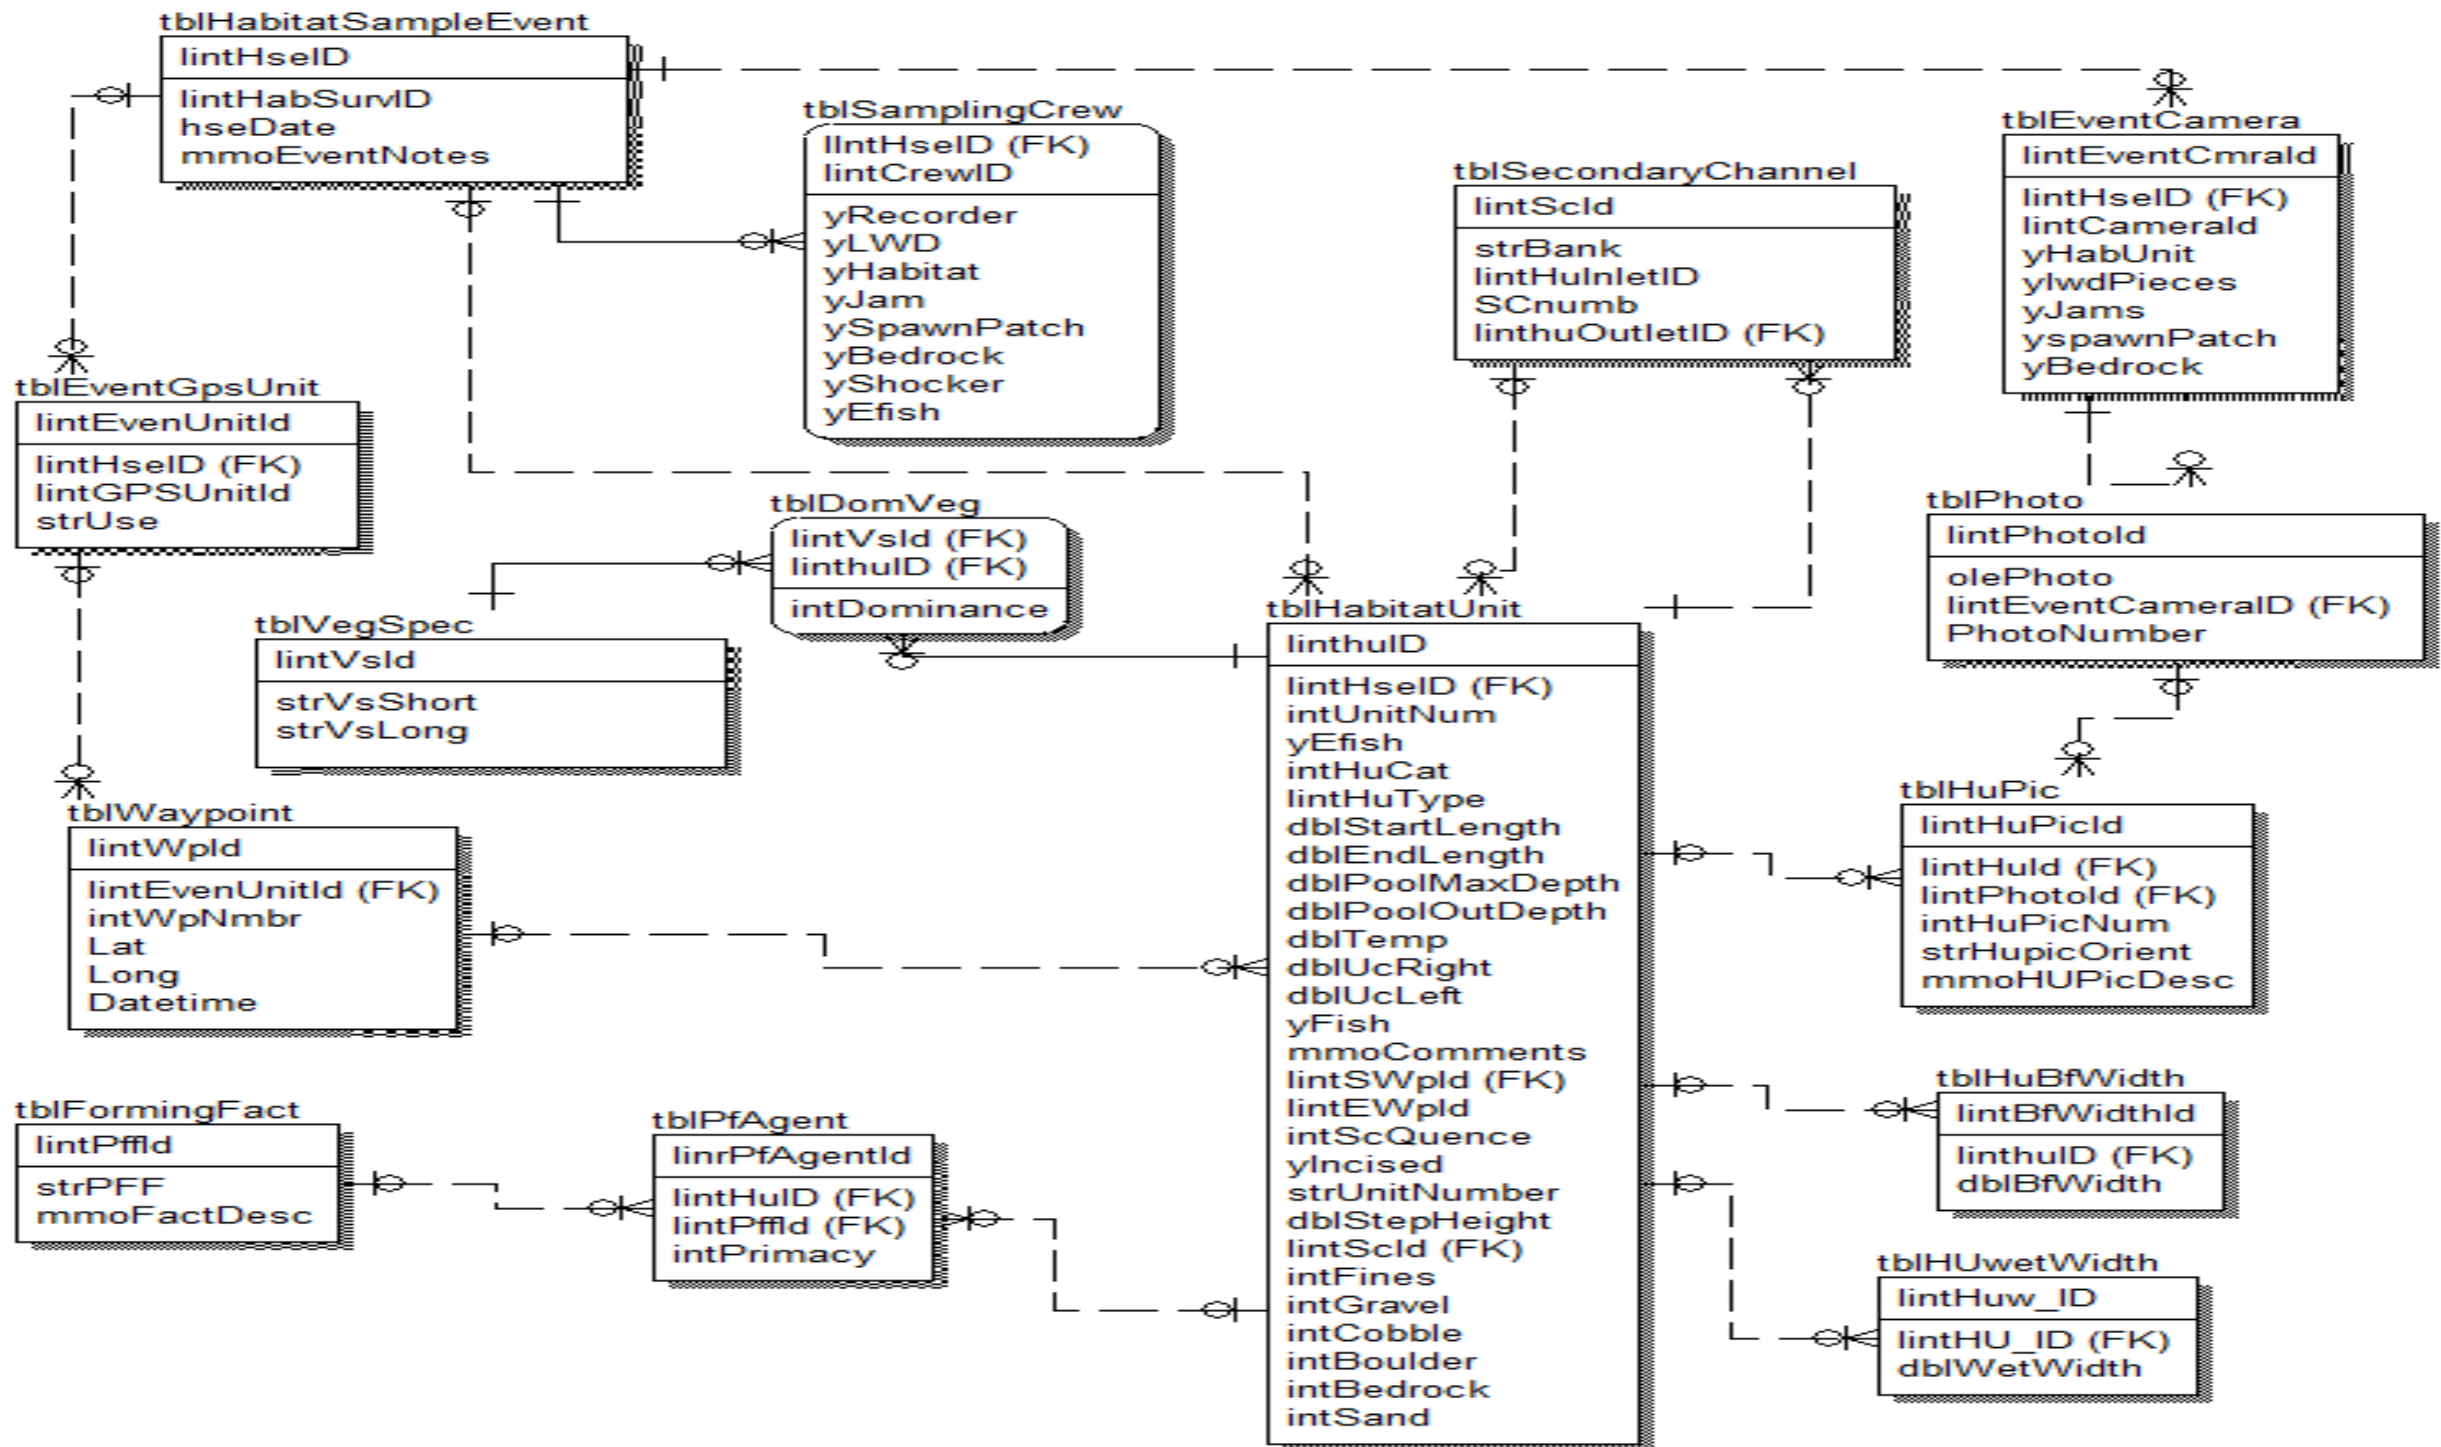 tblHabitatSampleEvent
lintHseID
lintHabSurvID
hseDate
mmoEventNotes
tblSamplingCrew
lIntHseID (FK)
lintCrewID
yRecorder
yLWD
yHabitat
yJam
ySpawnPatch
yBedrock
yShocker
yEfish
tblSecondaryChannel
lintScId
strBank
lintHuInletID
SCnumb
linthuOutletID (FK)
tblEventCamera
lintEventCmraId
lintHseID (FK)
lintCameraId
yHabUnit
ylwdPieces
yJams
yspawnPatch
yBedrock
tblEventGpsUnit
lintEvenUnitId
lintHseID (FK)
lintGPSUnitId
strUse
tblDomVeg
lintVsId (FK)
linthuID (FK)
intDominance
tblVegSpec
lintVsId
strVsShort
strVsLong
tblPhoto
lintPhotoId
olePhoto
lintEventCameraID (FK)
PhotoNumber
tblHabitatUnit
linthuID
lintHseID (FK)
intUnitNum
yEfish
intHuCat
lintHuType
dblStartLength
dblEndLength
dblPoolMaxDepth
dblPoolOutDepth
dblTemp
dblUcRight
dblUcLeft
yFish
mmoComments
lintSWpId (FK)
lintEWpId
intScQuence
yIncised
strUnitNumber
dblStepHeight
lintScId (FK)
intFines
intGravel
intCobble
intBoulder
intBedrock
intSand
tblWaypoint
lintWpId
lintEvenUnitId (FK)
intWpNmbr
Lat
Long
Datetime
tblHuPic
lintHuPicId
lintHuId (FK)
lintPhotoId (FK)
intHuPicNum
strHupicOrient
mmoHUPicDesc
tblFormingFact
lintPffId
strPFF
mmoFactDesc
tblPfAgent
linrPfAgentId
lintHuID (FK)
lintPffId (FK)
intPrimacy
tblHuBfWidth
lintBfWidthId
linthuID (FK)
dblBfWidth
tblHUwetWidth
lintHuw_ID
lintHU_ID (FK)
dblWetWidth